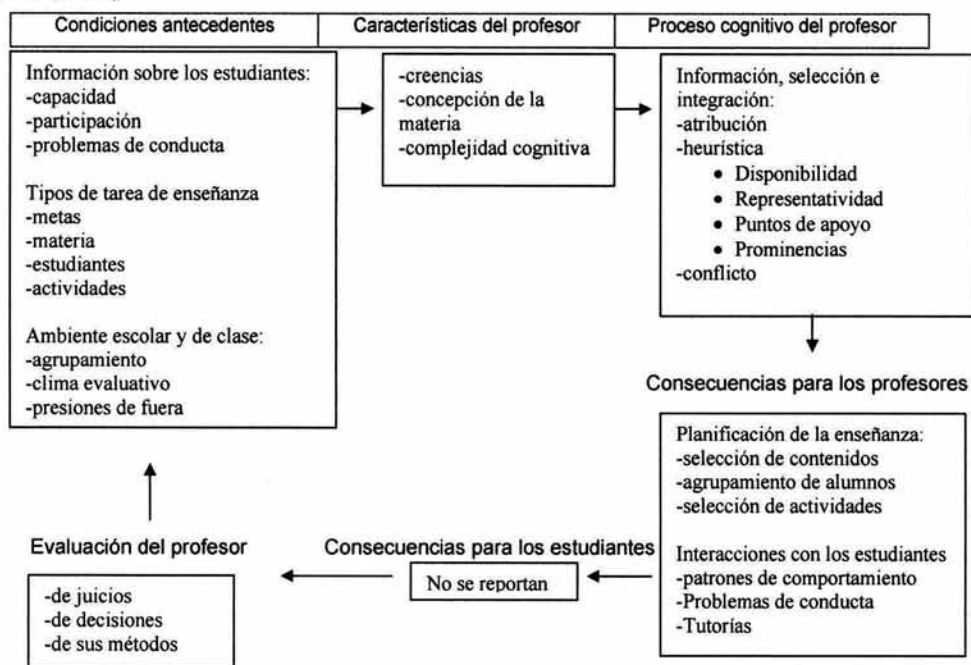 Condiciones antecedentes
Características del profesor
Proceso cognitivo del profesor
Información sobre los estudiantes:
-capacidad
-participación
-problemas de conducta
Tipos de tarea de enseñanza
-metas
-materia
-estudiantes
-actividades
Ambiente escolar y de clase:
-agrupamiento
-clima evaluativo
-presiones de fuera
-creencias
-concepción de la
materia
-complejidad cognitiva
Información, selección e
integración:
-atribución
-heurística
• Disponibilidad
• Representatividad
• Puntos de apoyo
• Prominencias
-conflicto
Consecuencias para los profesores
Planificación de la enseñanza:
-selección de contenidos
-agrupamiento de alumnos
-selección de actividades
Interacciones con los estudiantes
-patrones de comportamiento
-Problemas de conducta
-Tutorías
Consecuencias para los estudiantes
No se reportan
Evaluación del profesor
-de juicios
-de decisiones
-de sus métodos